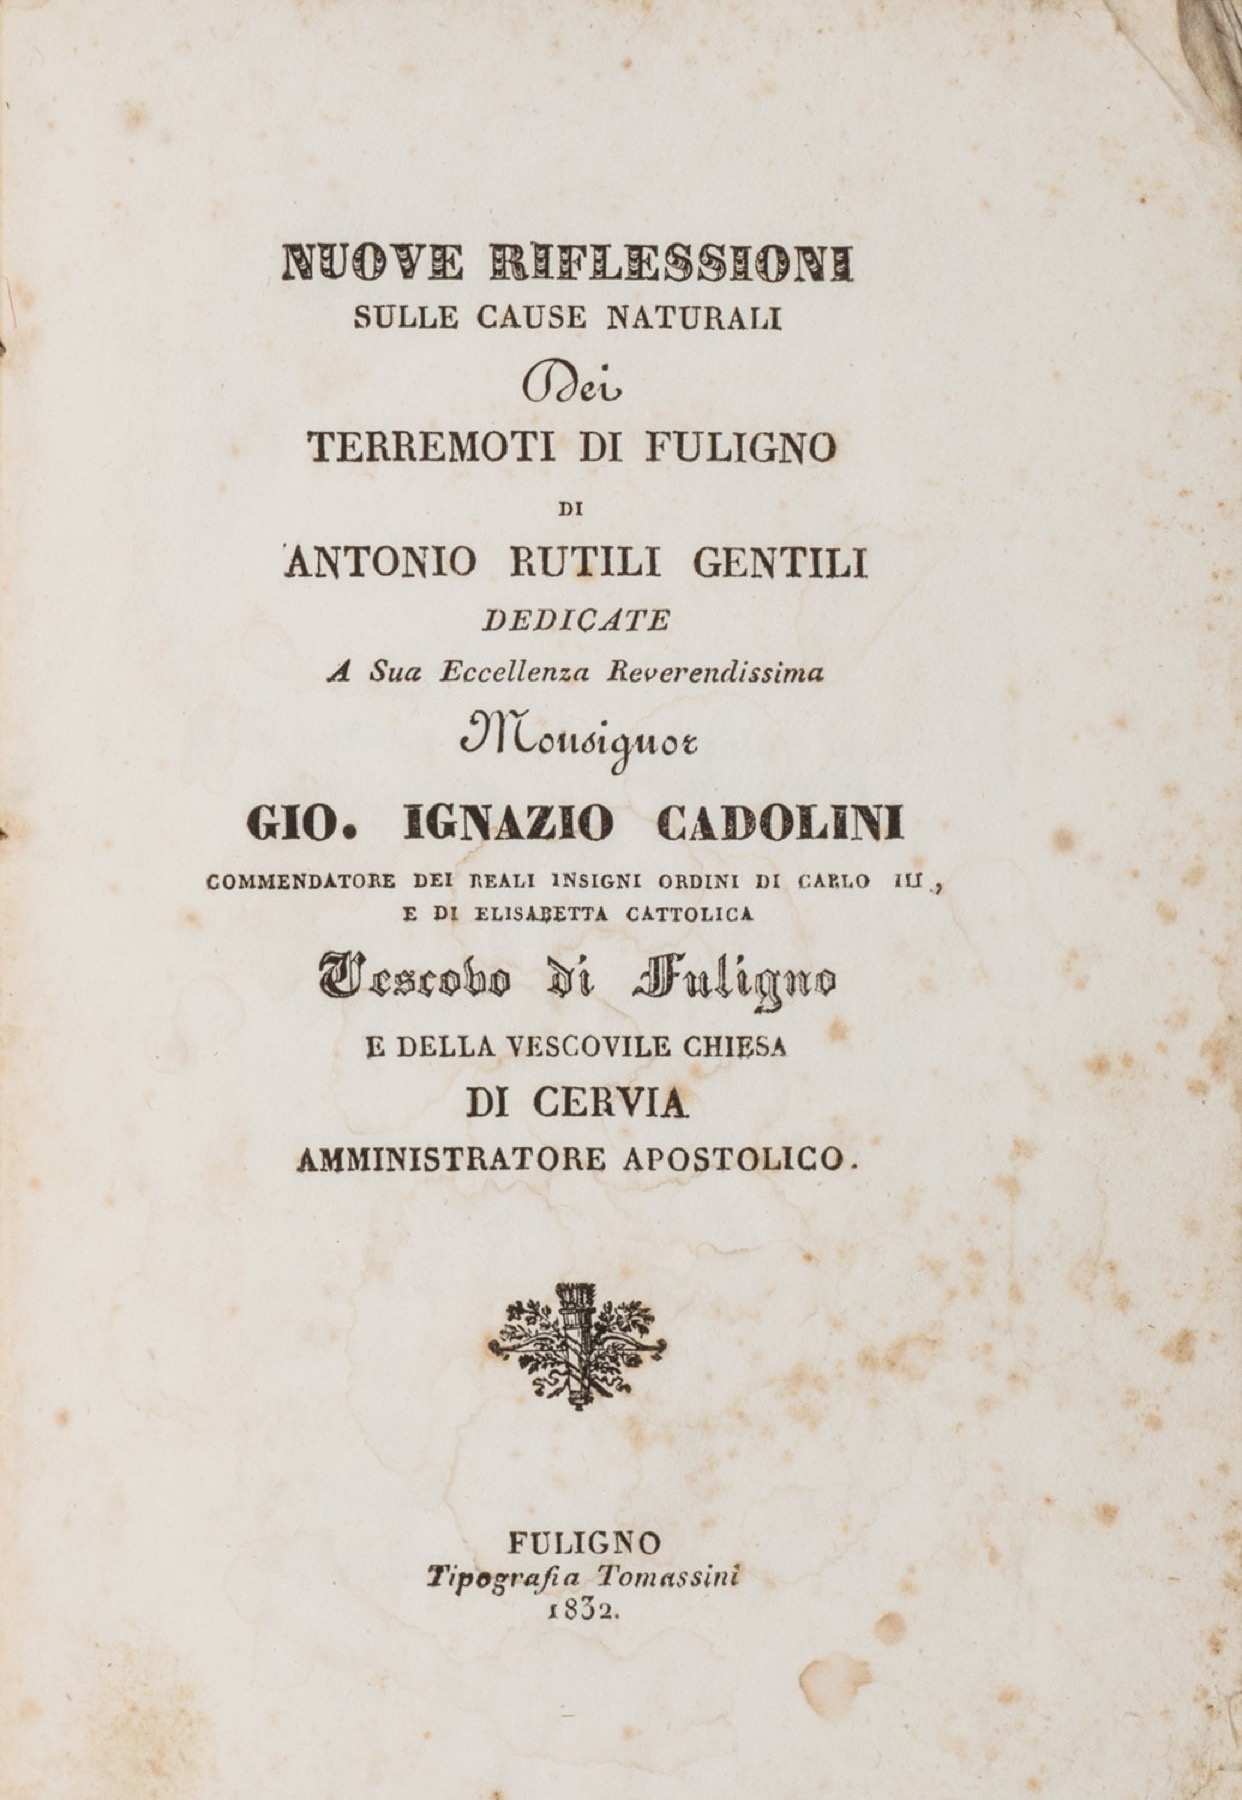 NUOVE RIFLESSIONI
SULLE CAUSE NATURALI
Dei
TERREMOTI DI FULIGNO
DI
ANTONIO RUTILI GENTILI
DEDICATE
A Sua Eccellenza Reverendissima
Monsignor
GIO. IGNAZIO CADOLINI
COMMENDATORE DEI REALI INSIGNI ORDINI DI CARLO III.,
E DI ELISABETTA CATTOLICA
Vescovo di Fuligno
E DELLA VESCOVILE CHIESA
DI CERVIA
AMMINISTRATORE APOSTOLICO.
FULIGNO
Tipografia Tomassini
1832.